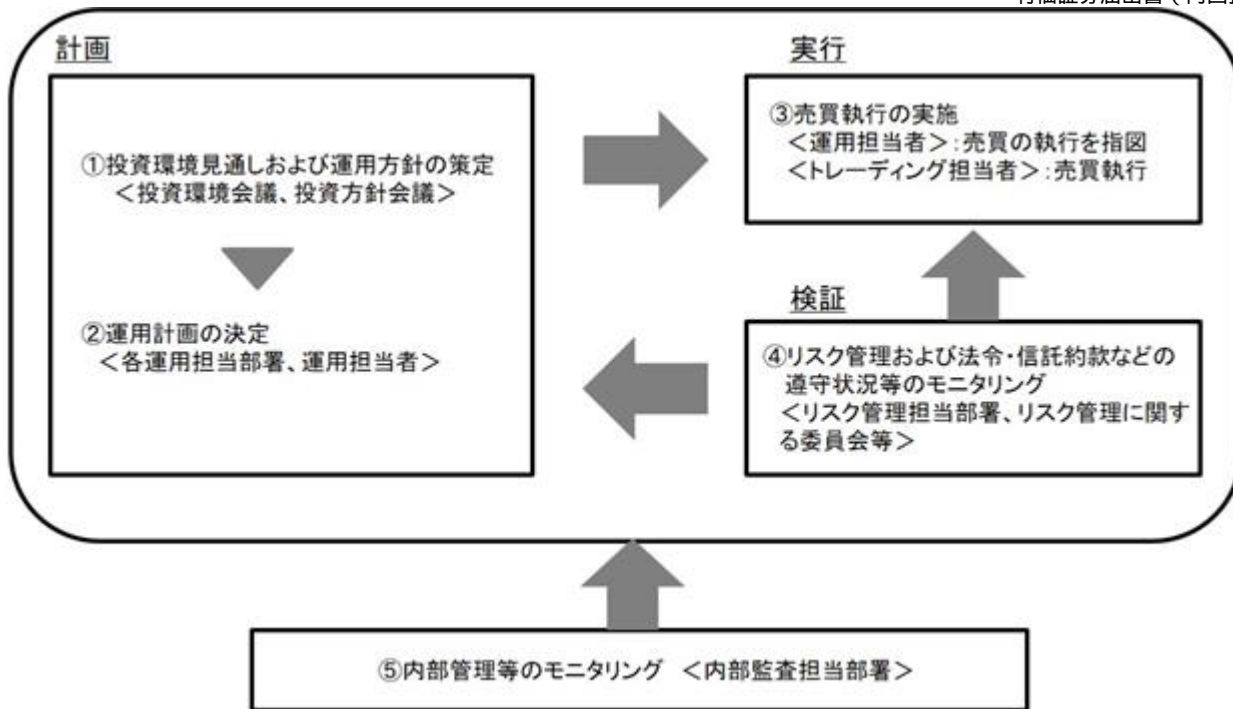 計画
①投資環境見通しおよび運用方針の策定
＜投資環境会議、投資方針会議＞
②運用計画の決定
＜各運用担当部署、運用担当者＞
実行
③売買執行の実施
＜運用担当者＞：売買の執行を指図
＜トレーディング担当者＞：売買執行
検証
④リスク管理および法令・信託約款などの
遵守状況等のモニタリング
＜リスク管理担当部署、リスク管理に関す
る委員会等＞
⑤内部管理等のモニタリング ＜内部監査担当部署＞